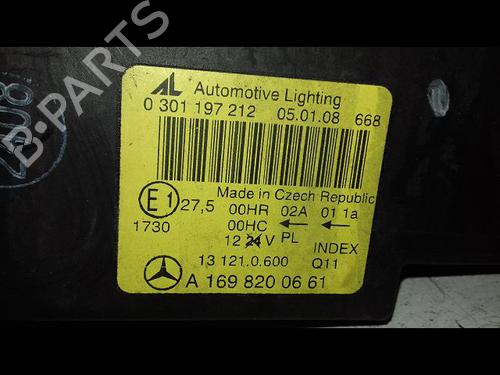 B-PARTS
AL Automotive Lighting
0 301 197 212 05.01.08 668
Made in Czech Republic
E1 27,5 00HR 02A 01 1a
1730 00HC ← ←
12 24V PL INDEX
13 121.0.600 Q11
A 169 820 06 61